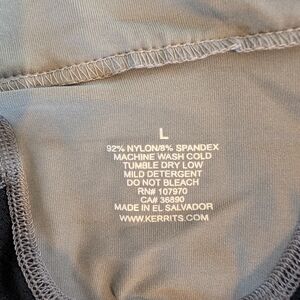 L
92% NYLON/8% SPANDEX
MACHINE WASH COLD
TUMBLE DRY LOW
MILD DETERGENT
DO NOT BLEACH
RN# 107970
CA# 36890
MADE IN EL SALVADOR
WWW.KERRITS.COM